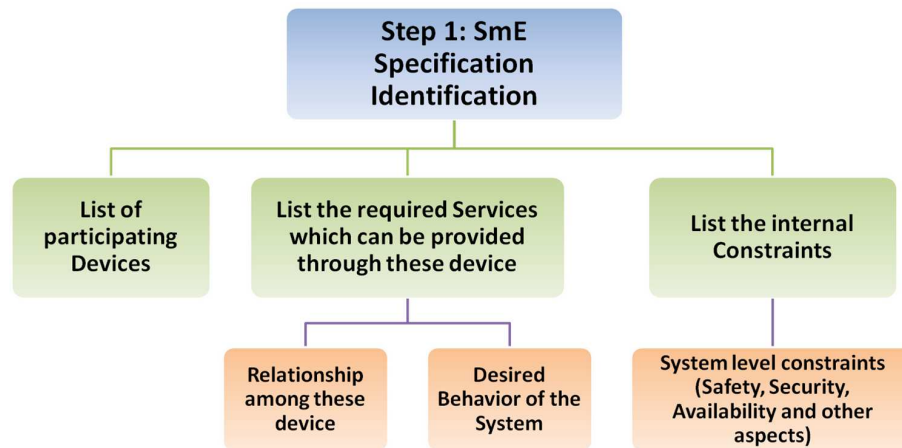 Step 1: SmE
Specification
Identification
List of
participating
Devices
List the required Services
which can be provided
through these device
List the internal
Constraints
Relationship
among these
device
Desired
Behavior of the
System
System level constraints
(Safety, Security,
Availability and other
aspects)